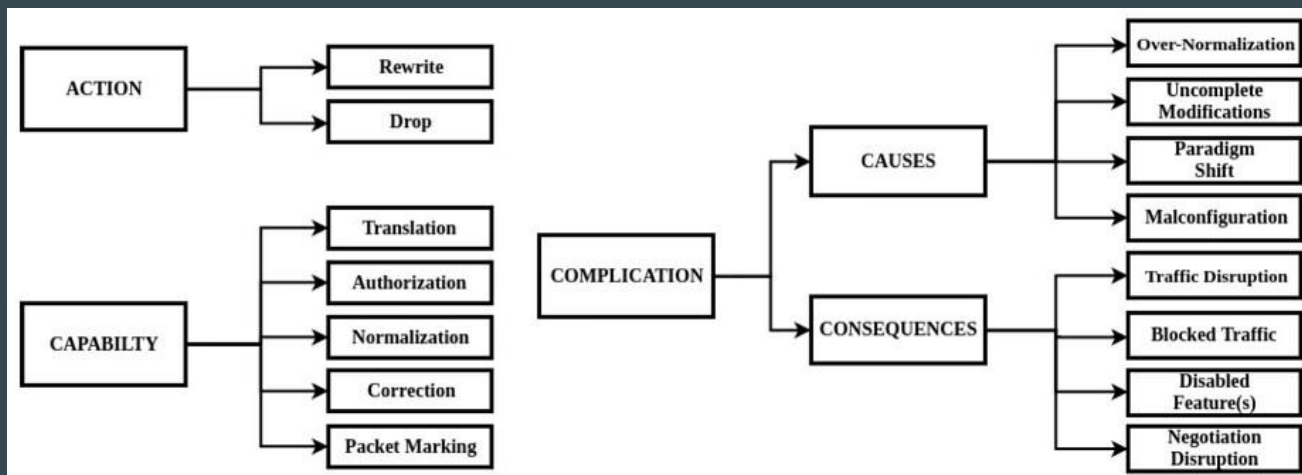 ACTION
Rewrite
Drop
CAPABILTY
Translation
Authorization
Normalization
Correction
Packet Marking
COMPLICATION
CAUSES
Over-Normalization
Uncomplete
Modifications
Paradigm
Shift
Malconfiguration
CONSEQUENCES
Traffic Disruption
Blocked Traffic
Disabled
Feature(s)
Negotiation
Disruption